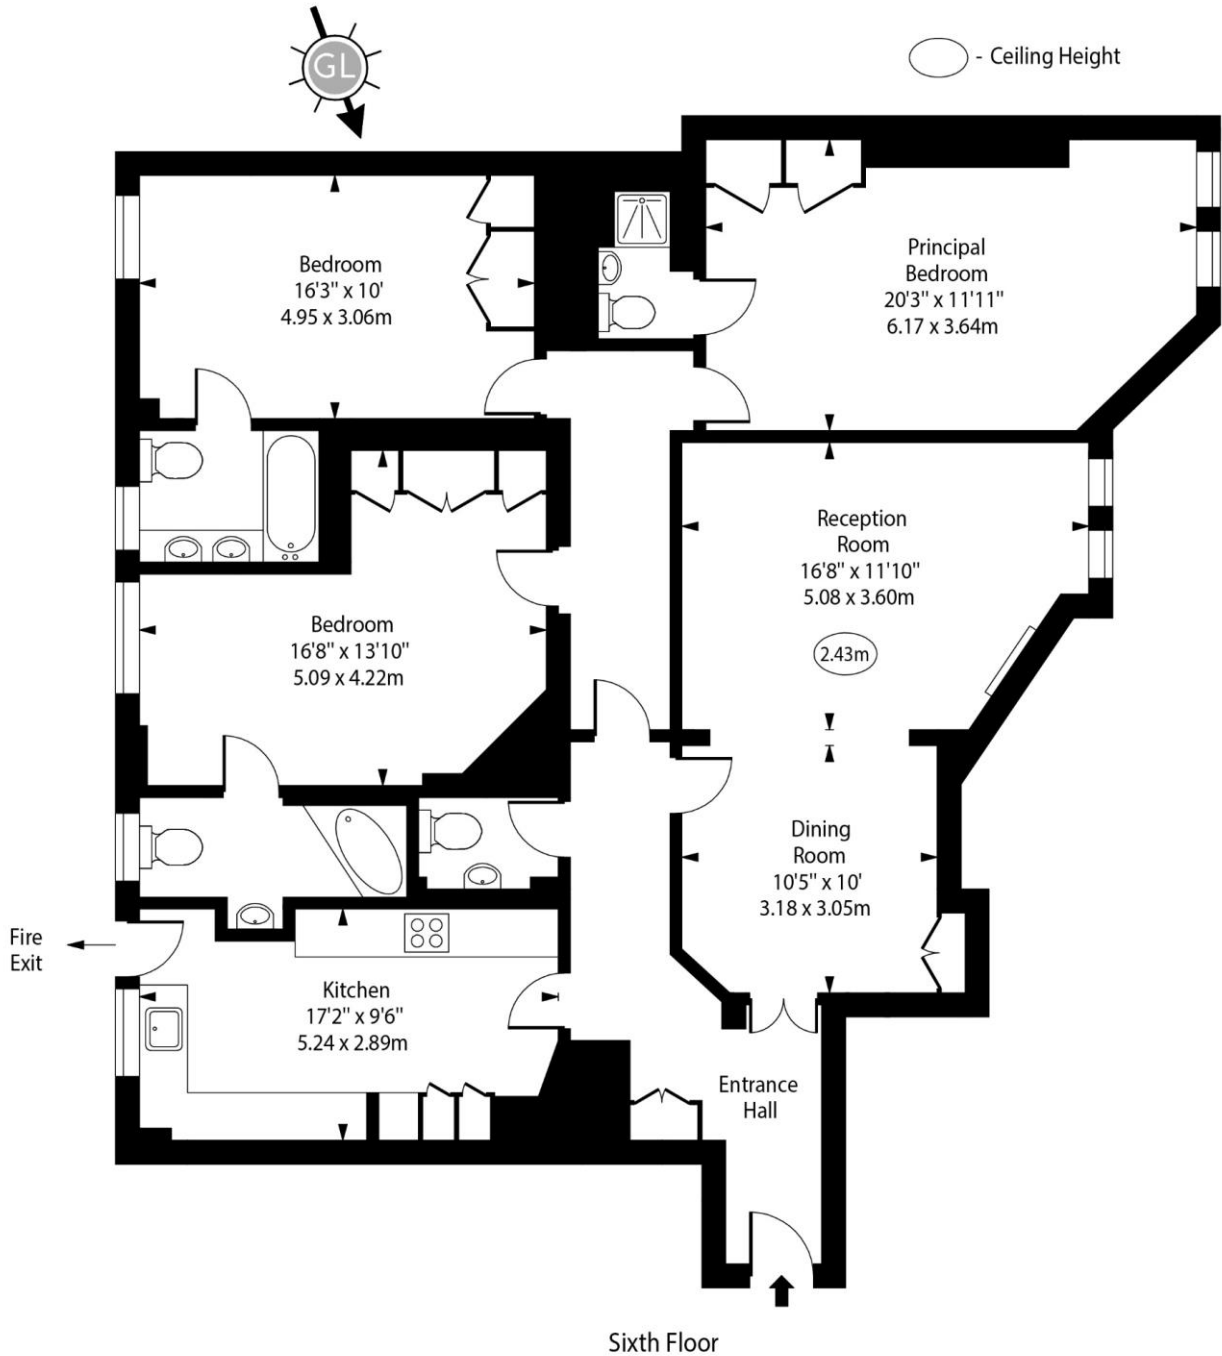 GL
- Ceiling Height
Principal
Bedroom
20'3" x 11'11"
6.17 x 3.64m
Bedroom
16'3" x 10'
4.95 x 3.06m
Reception
Room
16'8" x 11'10"
5.08 x 3.60m
2.43m
Bedroom
16'8" x 13'10"
5.09 x 4.22m
Dining
Room
10'5" x 10'
3.18 x 3.05m
Fire
Exit
Kitchen
17'2" x 9'6"
5.24 x 2.89m
Entrance
Hall
Sixth Floor